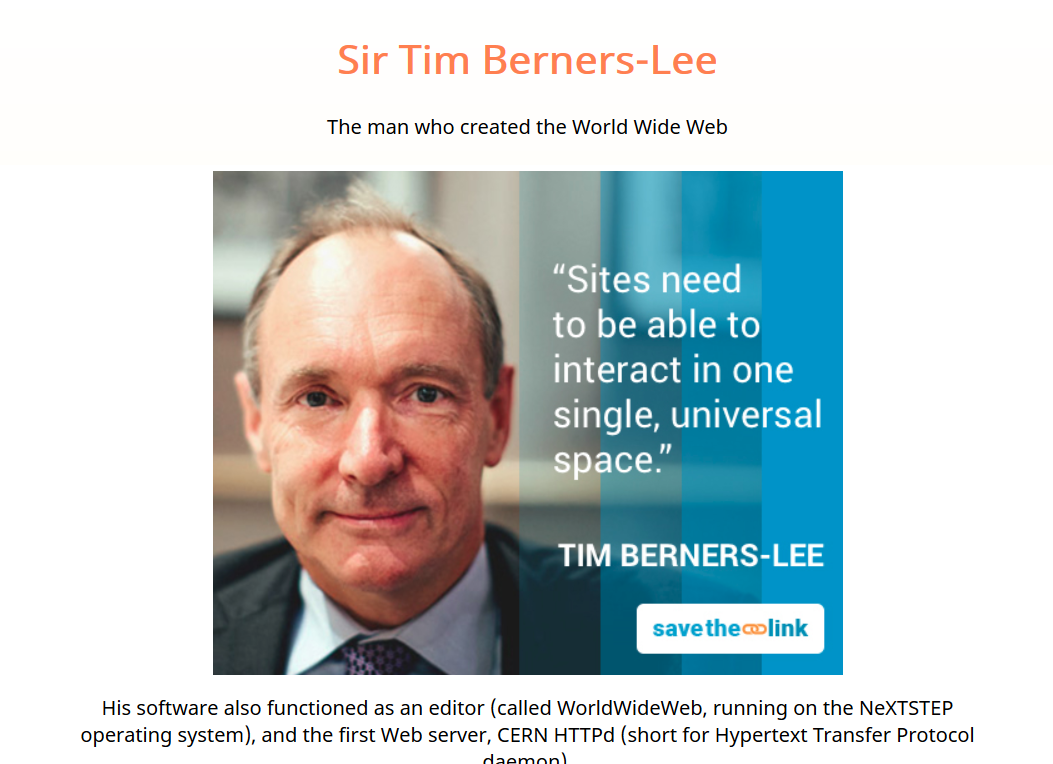 Sir Tim Berners-Lee
The man who created the World Wide Web
“Sites need
to be able to
interact in one
single, universal
space.”
TIM BERNERS-LEE
savethelink
His software also functioned as an editor (called WorldWideWeb, running on the NeXTSTEP
operating system), and the first Web server, CERN HTTPd (short for Hypertext Transfer Protocol
daemon)